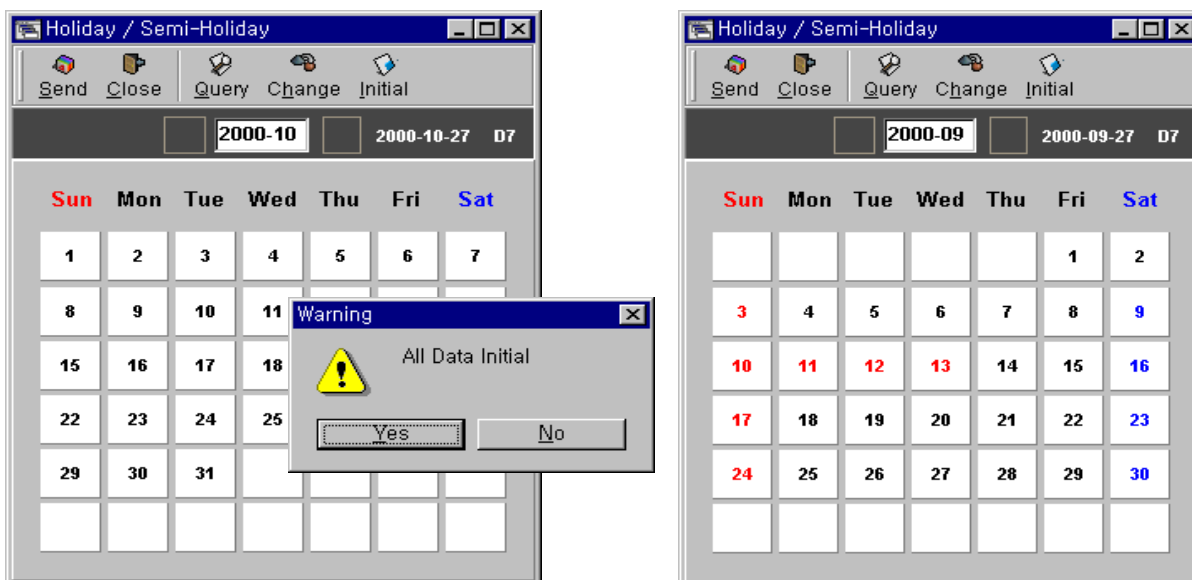 Holiday / Semi-Holiday
Send Close Query Change Initial
2000-10 2000-10-27 D7
Sun Mon Tue Wed Thu Fri Sat
1 2 3 4 5 6 7
8 9 10 11
15 16 17 18
22 23 24 25
29 30 31
Warning
All Data Initial
Yes No
Holiday / Semi-Holiday
Send Close Query Change Initial
2000-09 2000-09-27 D7
Sun Mon Tue Wed Thu Fri Sat
1 2
3 4 5 6 7 8 9
10 11 12 13 14 15 16
17 18 19 20 21 22 23
24 25 26 27 28 29 30